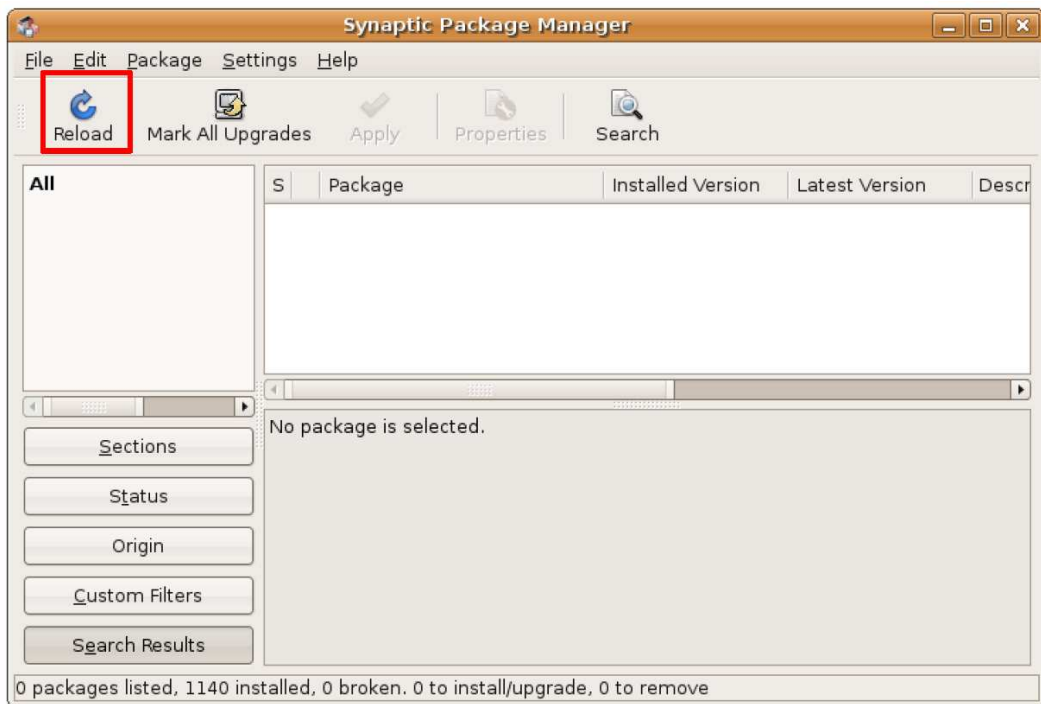 Synaptic Package Manager
File Edit Package Settings Help
Reload Mark All Upgrades Apply Properties Search
All
S Package Installed Version Latest Version Descr
No package is selected.
Sections
Status
Origin
Custom Filters
Search Results
0 packages listed, 1140 installed, 0 broken. 0 to install/upgrade, 0 to remove